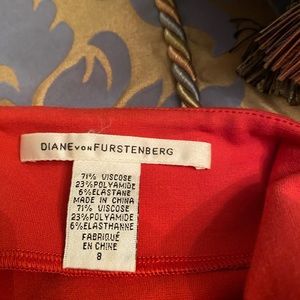 DIANE VON FURSTENBERG
71% VISCOSE
23%POLYAMIDE
6%ELASTANE
MADE IN CHINA
71% VISCOSE
23%POLYAMIDE
6%ELASTHANNE
FABRIQUÉ
EN CHINE
8